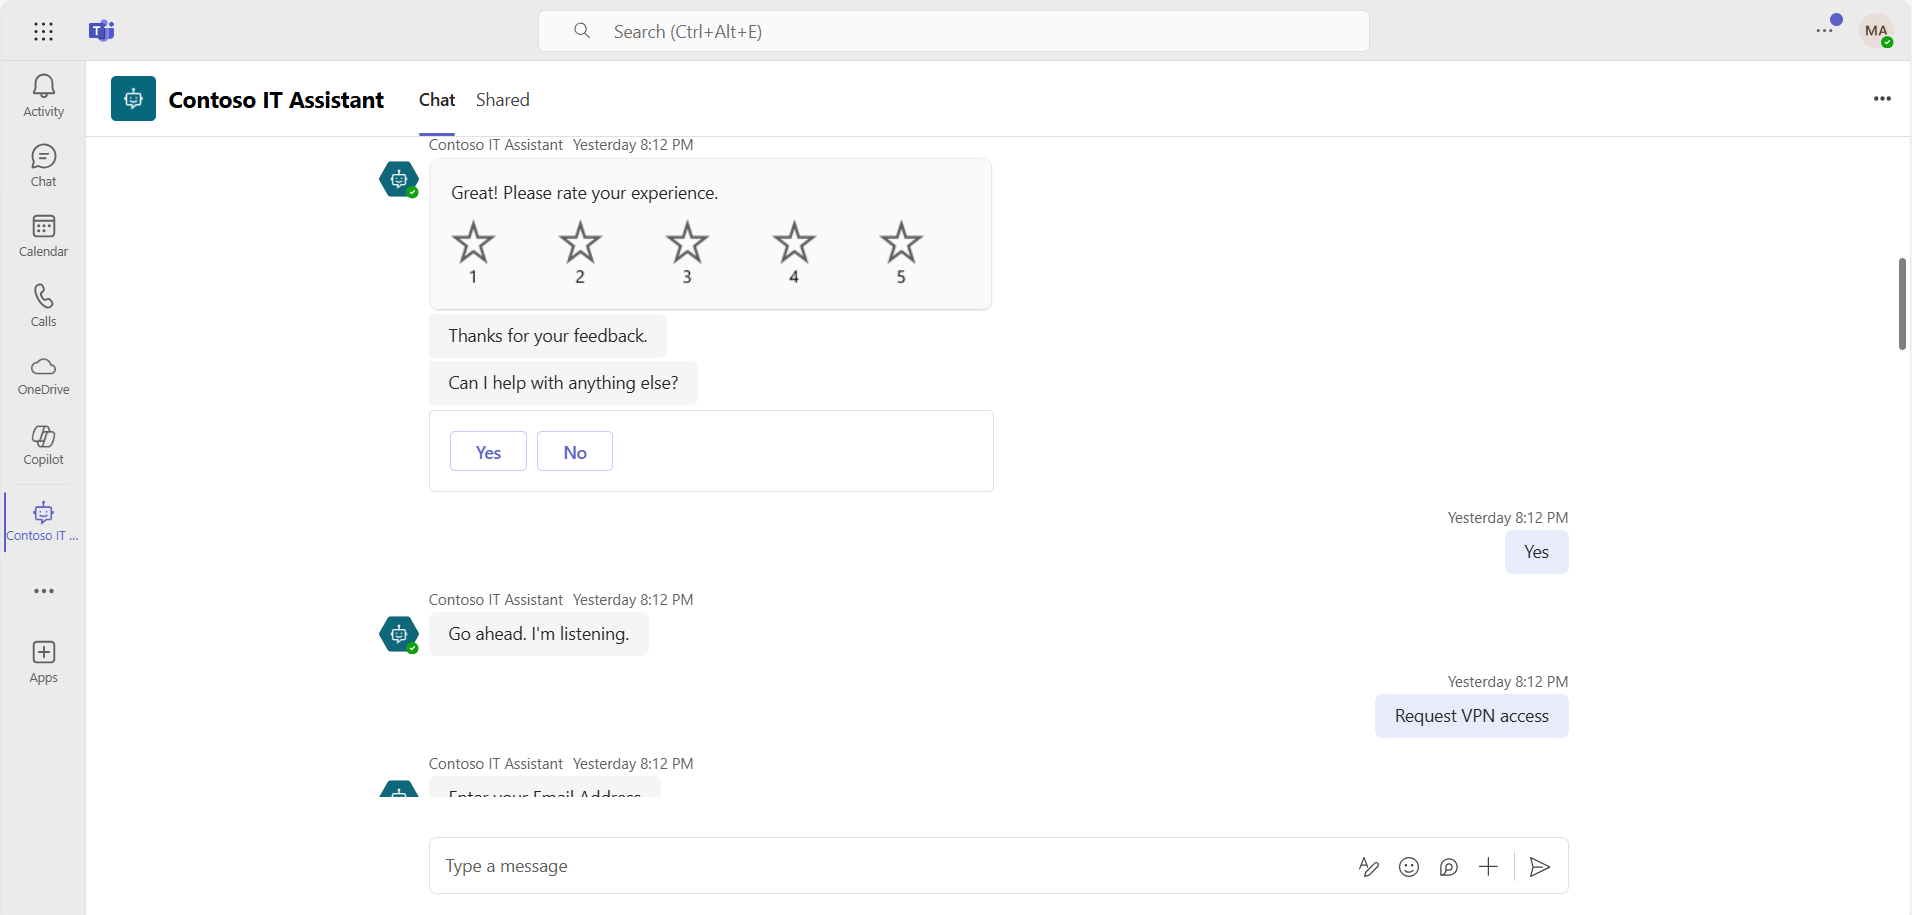 Search (Ctrl+Alt+E)
MA
Activity
Chat
Calendar
Calls
OneDrive
Copilot
Contoso IT ...
Apps
Contoso IT Assistant
Chat
Shared
Contoso IT Assistant Yesterday 8:12 PM
Great! Please rate your experience.
1 2 3 4 5
Thanks for your feedback.
Can I help with anything else?
Yes No
Yesterday 8:12 PM
Yes
Contoso IT Assistant Yesterday 8:12 PM
Go ahead. I'm listening.
Yesterday 8:12 PM
Request VPN access
Contoso IT Assistant Yesterday 8:12 PM
Enter your Email Address
Type a message